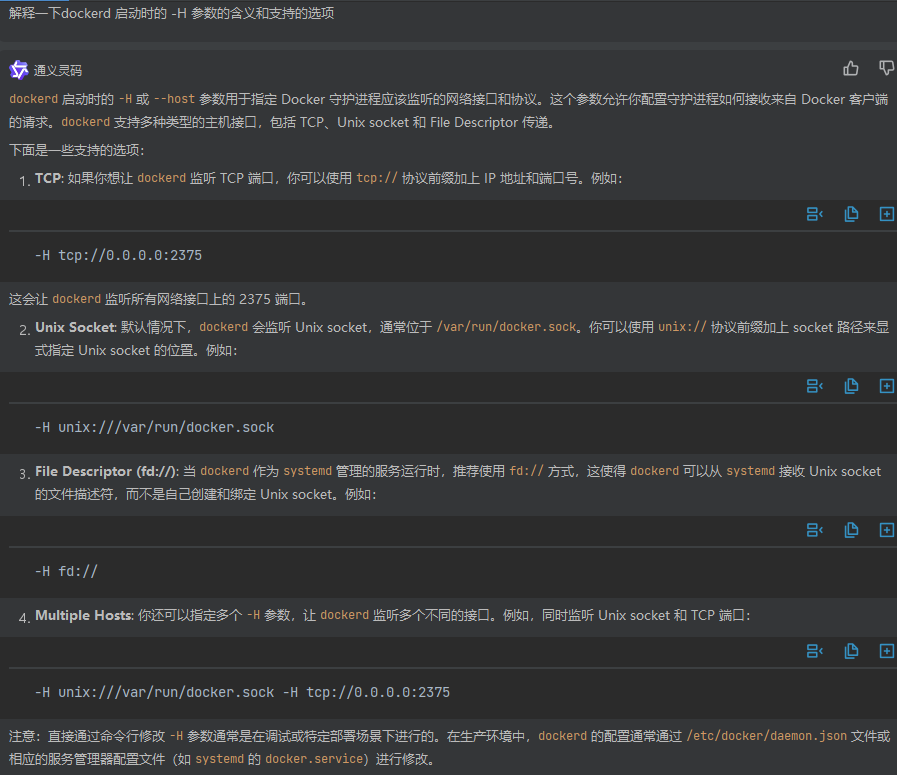 解释一下dockerd 启动时的 -H 参数的含义和支持的选项
通义灵码
dockerd 启动时的 -H 或 --host 参数用于指定 Docker 守护进程应该监听的网络接口和协议。这个参数允许你配置守护进程如何接收来自 Docker 客户端
的请求。dockerd 支持多种类型的主机接口，包括 TCP、Unix socket 和 File Descriptor 传递。
下面是一些支持的选项：
1. TCP: 如果你想让 dockerd 监听 TCP 端口，你可以使用 tcp:// 协议前缀加上 IP 地址和端口号。例如：
-H tcp://0.0.0.0:2375
这会让 dockerd 监听所有网络接口上的 2375 端口。
2. Unix Socket: 默认情况下，dockerd 会监听 Unix socket，通常位于 /var/run/docker.sock。你可以使用 unix:// 协议前缀加上 socket 路径来显
式指定 Unix socket 的位置。例如：
-H unix:///var/run/docker.sock
3. File Descriptor (fd://): 当 dockerd 作为 systemd 管理的服务运行时，推荐使用 fd:// 方式，这使得 dockerd 可以从 systemd 接收 Unix socket
的文件描述符，而不是自己创建和绑定 Unix socket。例如：
-H fd://
4. Multiple Hosts: 你还可以指定多个 -H 参数，让 dockerd 监听多个不同的接口。例如，同时监听 Unix socket 和 TCP 端口：
-H unix:///var/run/docker.sock -H tcp://0.0.0.0:2375
注意：直接通过命令行修改 -H 参数通常是在调试或特定部署场景下进行的。在生产环境中，dockerd 的配置通常通过 /etc/docker/daemon.json 文件或
相应的服务管理器配置文件（如 systemd 的 docker.service）进行修改。